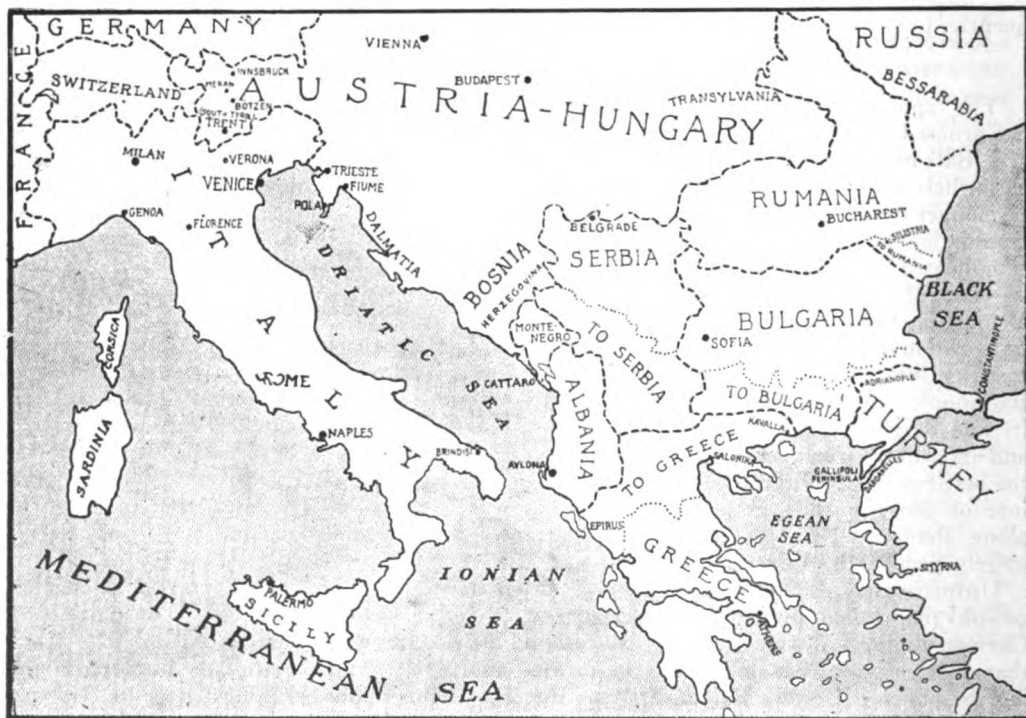 GERMANY
FRANCE
SWITZERLAND
INNSBRUCK
MERAN
BOTZEN
TRENT
VIENNA
BUDAPEST
AUSTRIA-HUNGARY
TRANSYLVANIA
RUSSIA
BESSARABIA
MILAN
VERONA
VENICE
TRIESTE
FIUME
POLA
GENOA
FLORENCE
ITALY
ROME
NAPLES
BRINDISI
DALMATIA
ADRIATIC SEA
BOSNIA
HERZEGOVINA
BELGRADE
SERBIA
TO SERBIA
MONTE-
NEGRO
CATTARO
ALBANIA
AVLONA
RUMANIA
BUCHAREST
SILISTRIA
TO RUMANIA
BULGARIA
SOFIA
TO BULGARIA
BLACK
SEA
CONSTANTINOPLE
ADRIANOPLE
TURKEY
KAVALLA
SALONIKA
TO GREECE
GALLIPOLI
PENINSULA
DARDANELLES
EPIRUS
GREECE
ATHENS
EGEAN
SEA
SMYRNA
CORSICA
SARDINIA
PALERMO
SICILY
IONIAN
SEA
MEDITERRANEAN SEA